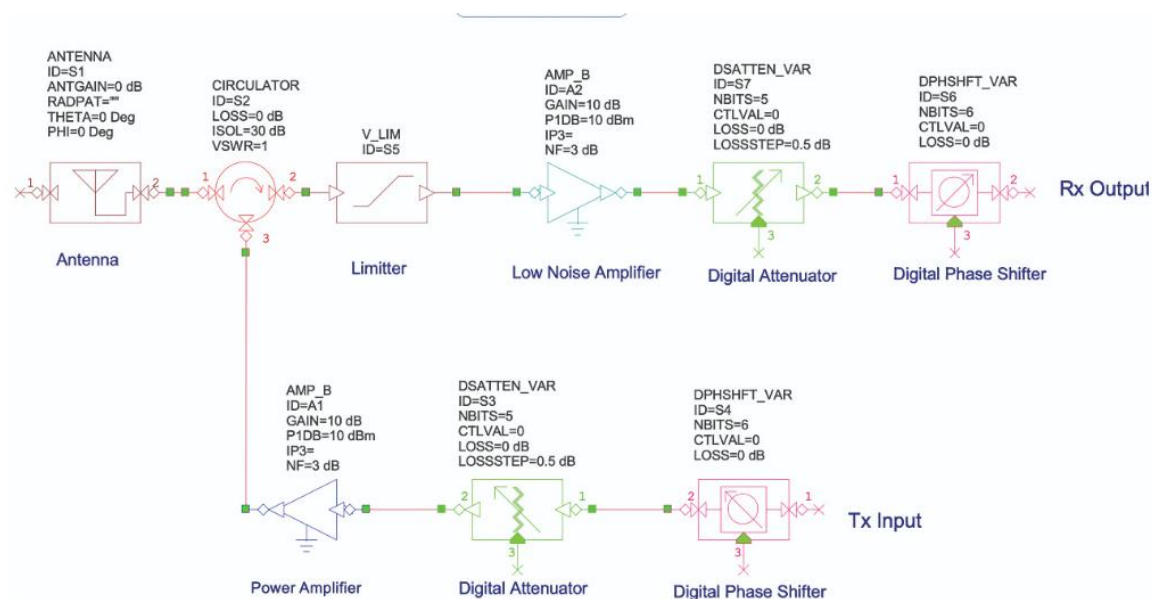 ANTENNA
ID=S1
ANTGAIN=0 dB
RADPAT=""
THETA=0 Deg
PHI=0 Deg
1
2
Antenna
CIRCULATOR
ID=S2
LOSS=0 dB
ISOL=30 dB
VSWR=1
1
2
3
V_LIM
ID=S5
Limitter
AMP_B
ID=A2
GAIN=10 dB
P1DB=10 dBm
IP3=
NF=3 dB
Low Noise Amplifier
DSATTEN_VAR
ID=S7
NBITS=5
CTLVAL=0
LOSS=0 dB
LOSSSTEP=0.5 dB
1
2
3
Digital Attenuator
DPHSHFT_VAR
ID=S6
NBITS=6
CTLVAL=0
LOSS=0 dB
1
2
3
Digital Phase Shifter
Rx Output
AMP_B
ID=A1
GAIN=10 dB
P1DB=10 dBm
IP3=
NF=3 dB
Power Amplifier
DSATTEN_VAR
ID=S3
NBITS=5
CTLVAL=0
LOSS=0 dB
LOSSSTEP=0.5 dB
2
1
3
Digital Attenuator
DPHSHFT_VAR
ID=S4
NBITS=6
CTLVAL=0
LOSS=0 dB
2
1
3
Digital Phase Shifter
Tx Input